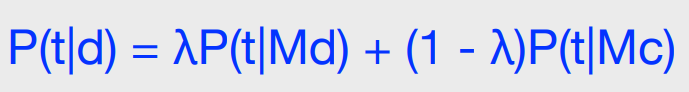 P(t|d) = λP(t|Md) + (1 - λ)P(t|Mc)